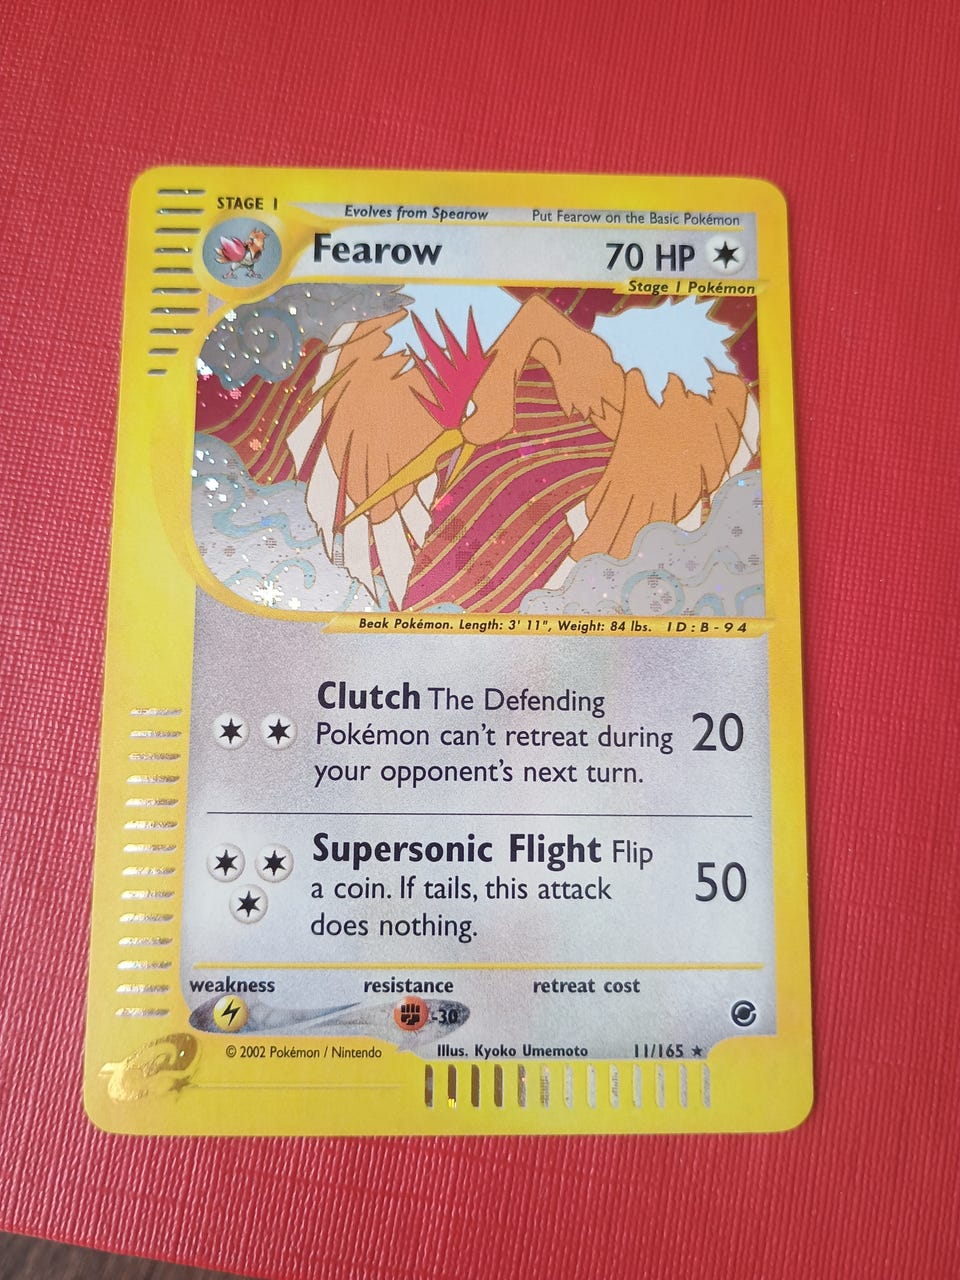 STAGE 1
Evolves from Spearow
Put Fearow on the Basic Pokémon
Fearow
70 HP
Stage 1 Pokémon
Beak Pokémon. Length: 3' 11", Weight: 84 lbs. ID:B-94
Clutch The Defending
Pokémon can't retreat during
your opponent's next turn.
20
Supersonic Flight Flip
a coin. If tails, this attack
does nothing.
50
weakness
resistance
retreat cost
-30
© 2002 Pokémon / Nintendo
Illus. Kyoko Umemoto
11/165 ★